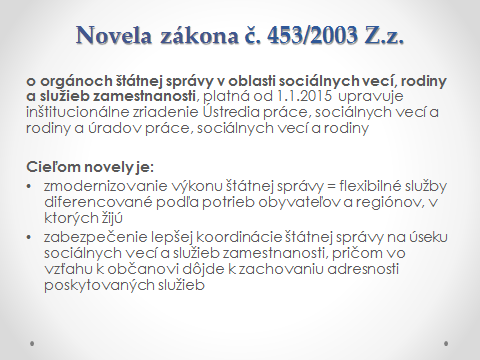 Novela zákona č. 453/2003 Z.z.
o orgánoch štátnej správy v oblasti sociálnych vecí, rodiny
a služieb zamestnanosti, platná od 1.1.2015 upravuje
inštitucionálne zriadenie Ústredia práce, sociálnych vecí a
rodiny a úradov práce, sociálnych vecí a rodiny
Cieľom novely je:
• zmodernizovanie výkonu štátnej správy = flexibilné služby
diferencované podľa potrieb obyvateľov a regiónov, v
ktorých žijú
• zabezpečenie lepšej koordinácie štátnej správy na úseku
sociálnych vecí a služieb zamestnanosti, pričom vo
vzťahu k občanovi dôjde k zachovaniu adresnosti
poskytovaných služieb